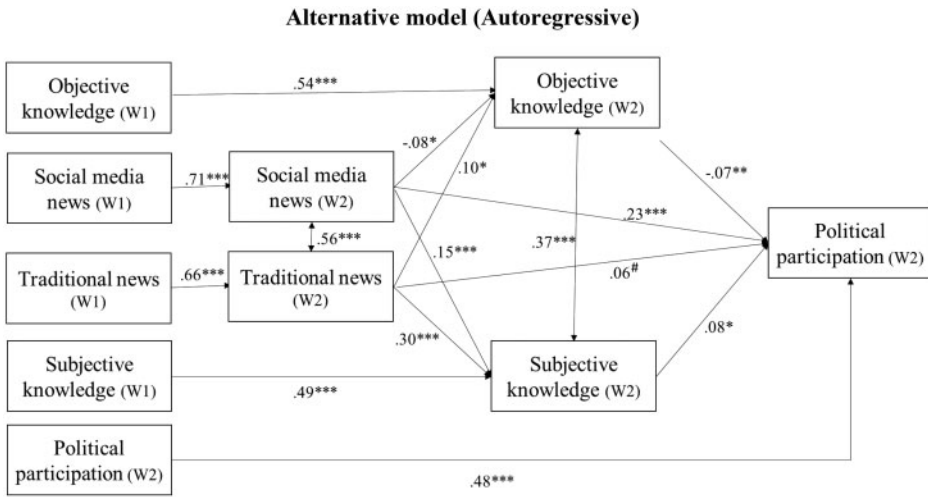 Alternative model (Autoregressive)
Objective
knowledge (W1)
.54***
Objective
knowledge (W2)
Social media
news (W1)
.71***
Social media
news (W2)
-.08*
.10*
-.07**
.23***
.56***
.15***
.37***
Political
participation (W2)
Traditional news
(W1)
.66***
Traditional news
(W2)
.06#
.30***
.08*
Subjective
knowledge (W1)
.49***
Subjective
knowledge (W2)
Political
participation (W2)
.48***